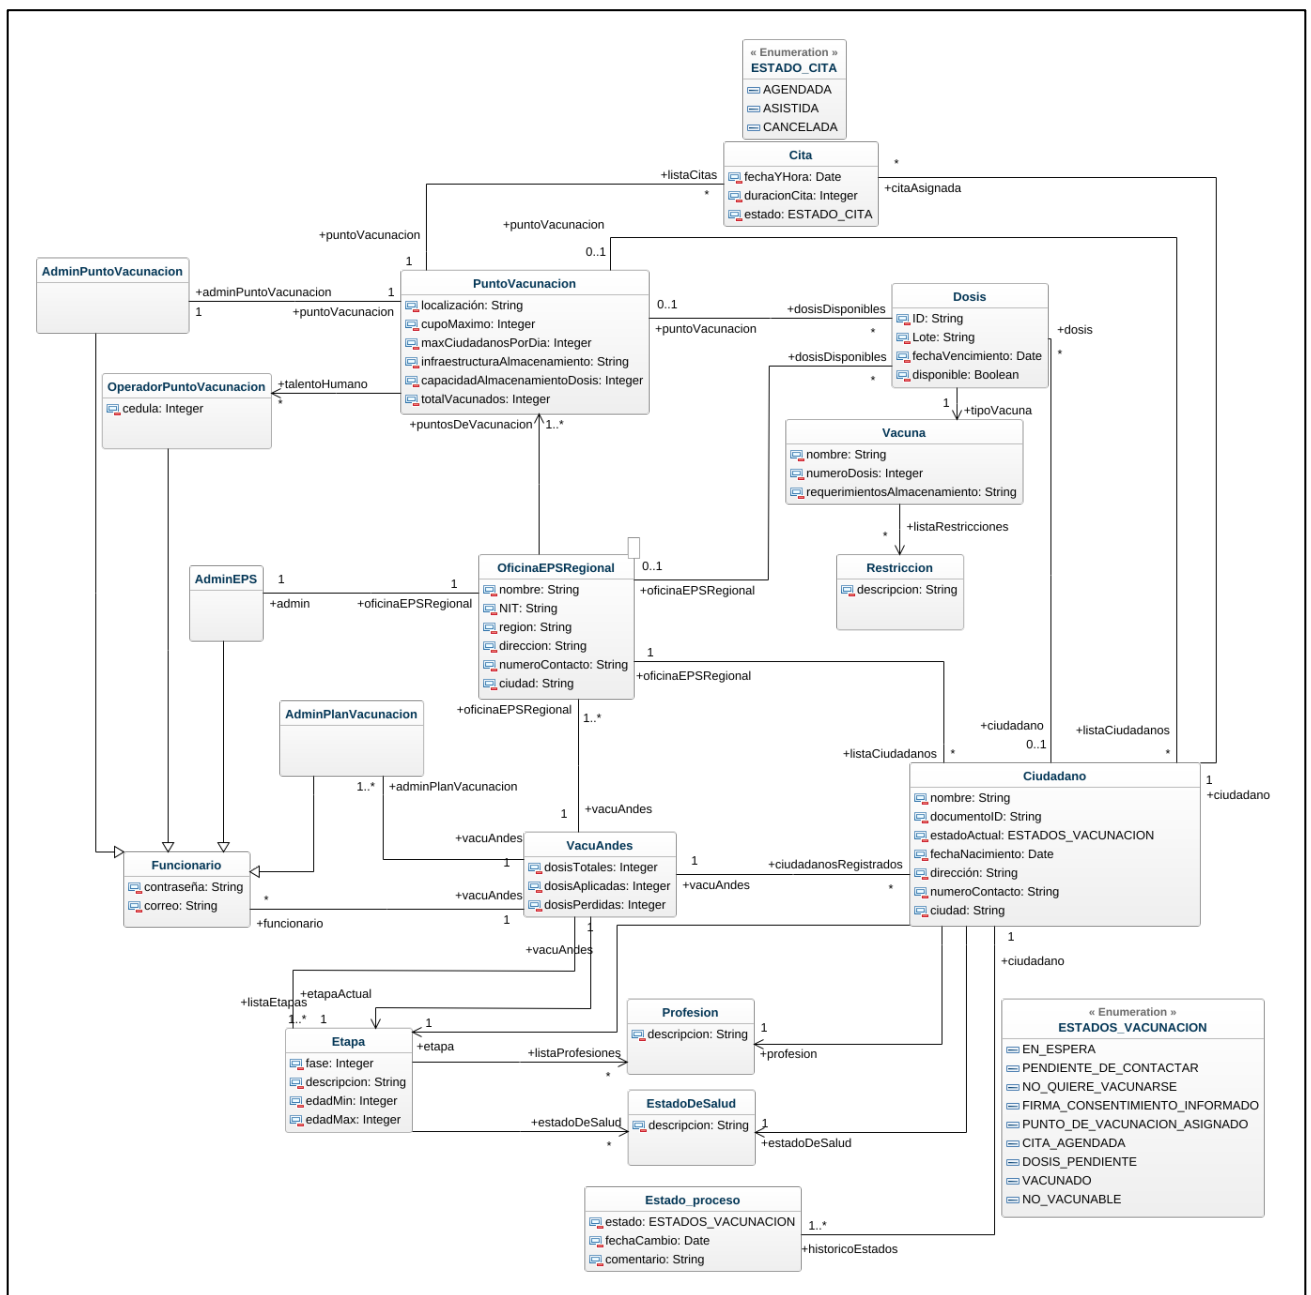 « Enumeration »
ESTADO_CITA
AGENDADA
ASISTIDA
CANCELADA
Cita
fechaYHora: Date
duracionCita: Integer
estado: ESTADO_CITA
+listaCitas
*
*
+citaAsignada
+puntoVacunacion
1
+puntoVacunacion
0..1
AdminPuntoVacunacion
+adminPuntoVacunacion
1
1
+puntoVacunacion
PuntoVacunacion
localización: String
cupoMaximo: Integer
maxCiudadanosPorDia: Integer
infraestructuraAlmacenamiento: String
capacidadAlmacenamientoDosis: Integer
totalVacunados: Integer
0..1
+puntoVacunacion
+dosisDisponibles
*
+dosisDisponibles
*
Dosis
ID: String
Lote: String
fechaVencimiento: Date
disponible: Boolean
+dosis
*
OperadorPuntoVacunacion
cedula: Integer
+talentoHumano
*
+puntosDeVacunacion
1..*
1
+tipoVacuna
Vacuna
nombre: String
numeroDosis: Integer
requerimientosAlmacenamiento: String
+listaRestricciones
*
Restriccion
descripcion: String
AdminEPS
1
+admin
1
+oficinaEPSRegional
OficinaEPSRegional
nombre: String
NIT: String
region: String
direccion: String
numeroContacto: String
ciudad: String
0..1
+oficinaEPSRegional
1
+oficinaEPSRegional
+oficinaEPSRegional
1..*
AdminPlanVacunacion
1..*
+adminPlanVacunacion
+ciudadano
0..1
+listaCiudadanos
*
+listaCiudadanos
*
1
+ciudadano
1
+vacuAndes
+vacuAndes
1
VacuAndes
dosisTotales: Integer
dosisAplicadas: Integer
dosisPerdidas: Integer
1
+vacuAndes
+ciudadanosRegistrados
*
Ciudadano
nombre: String
documentoID: String
estadoActual: ESTADOS_VACUNACION
fechaNacimiento: Date
dirección: String
numeroContacto: String
ciudad: String
Funcionario
contraseña: String
correo: String
*
+funcionario
+vacuAndes
1
1
+vacuAndes
1
+ciudadano
+listaEtapas
1..*
+etapaActual
1
Etapa
fase: Integer
descripcion: String
edadMin: Integer
edadMax: Integer
1
+etapa
+listaProfesiones
*
Profesion
descripcion: String
1
+profesion
+estadoDeSalud
*
EstadoDeSalud
descripcion: String
1
+estadoDeSalud
« Enumeration »
ESTADOS_VACUNACION
EN_ESPERA
PENDIENTE_DE_CONTACTAR
NO_QUIERE_VACUNARSE
FIRMA_CONSENTIMIENTO_INFORMADO
PUNTO_DE_VACUNACION_ASIGNADO
CITA_AGENDADA
DOSIS_PENDIENTE
VACUNADO
NO_VACUNABLE
Estado_proceso
estado: ESTADOS_VACUNACION
fechaCambio: Date
comentario: String
1..*
+historicoEstados